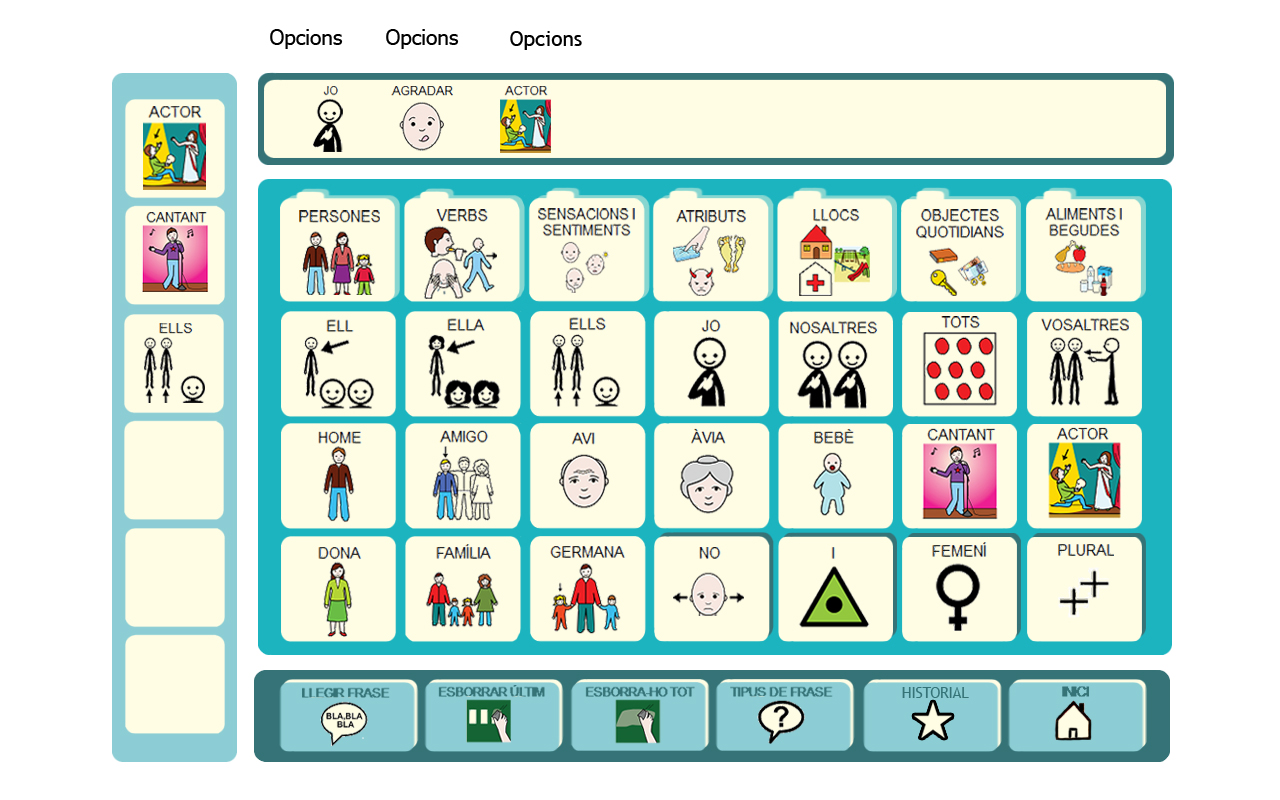 Opcions Opcions Opcions
ACTOR
CANTANT
ELLS
JO AGRADAR ACTOR
PERSONES
VERBS
SENSACIONS I
SENTIMENTS
ATRIBUTS
LLOCS
OBJECTES
QUOTIDIANS
ALIMENTS I
BEGUDES
ELL
ELLA
ELLS
JO
NOSALTRES
TOTS
VOSALTRES
HOME
AMIGO
AVI
ÀVIA
BEBÈ
CANTANT
ACTOR
DONA
FAMÍLIA
GERMANA
NO
I
FEMENÍ
PLURAL
LLEGIR FRASE
BLA,BLA
BLA
ESBORRAR ÚLTIM
ESBORRA-HO TOT
TIPUS DE FRASE
?
HISTORIAL
INICI